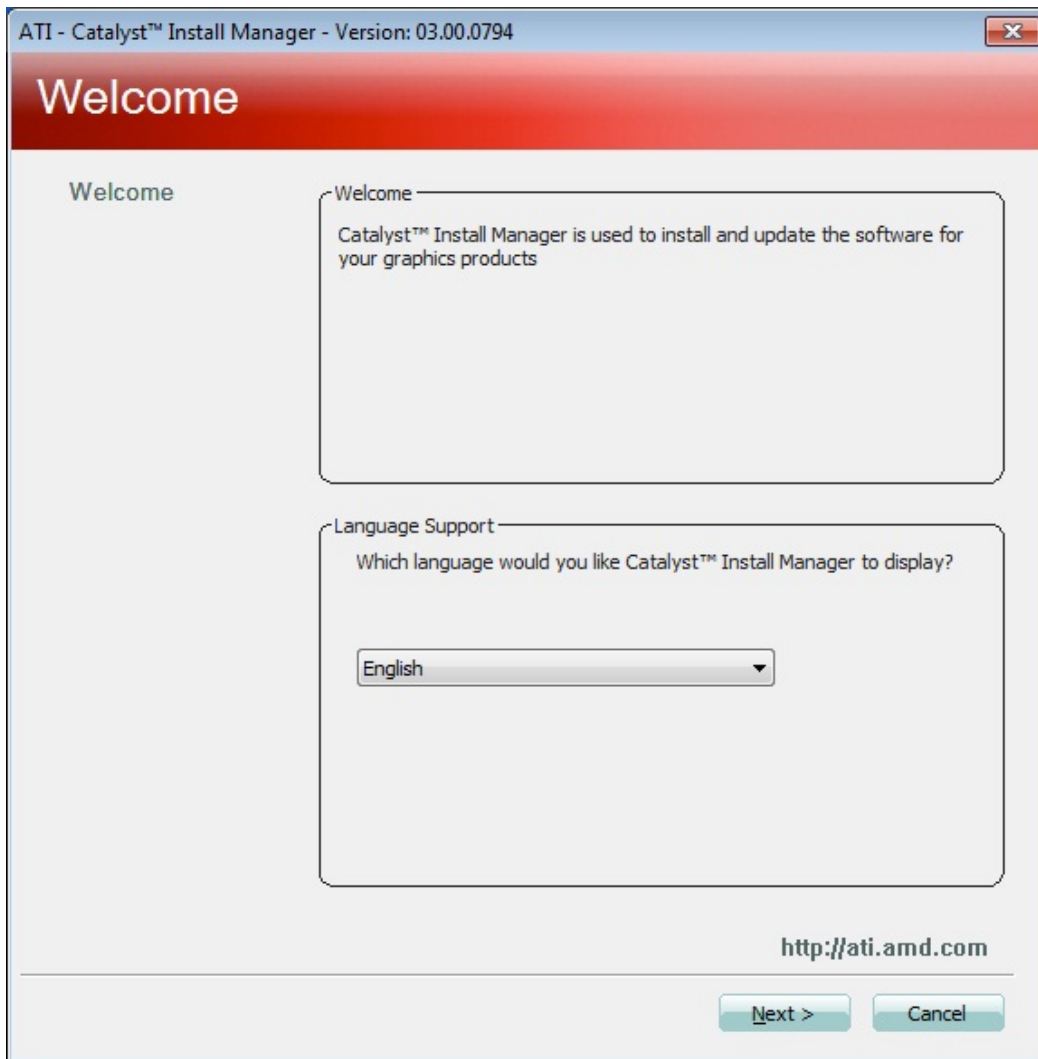 ATI - Catalyst™ Install Manager - Version: 03.00.0794
Welcome
Welcome
Welcome
Catalyst™ Install Manager is used to install and update the software for
your graphics products
Language Support
Which language would you like Catalyst™ Install Manager to display?
English
http://ati.amd.com
Next >
Cancel